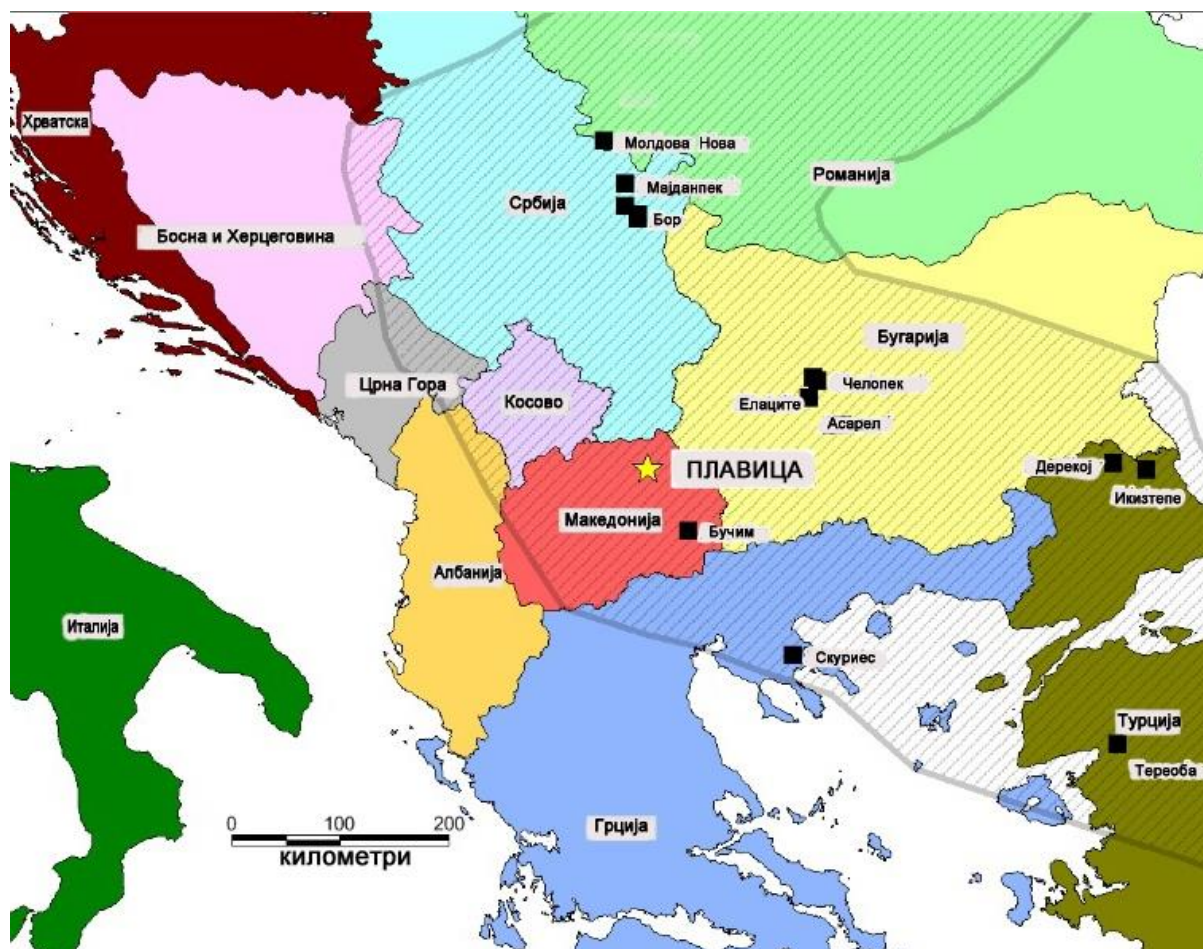 Хрватска
Молдова Нова
Мајданпек
Романија
Србија
Бор
Босна и Херцеговина
Бугарија
Црна Гора
Челопек
Косово
Елаците
Асарел
ПЛАВИЦА
Дерекој
Икизтепе
Македонија
Бучим
Албанија
Италија
Скуриес
Турција
Тереоба
0 100 200
километри
Грција